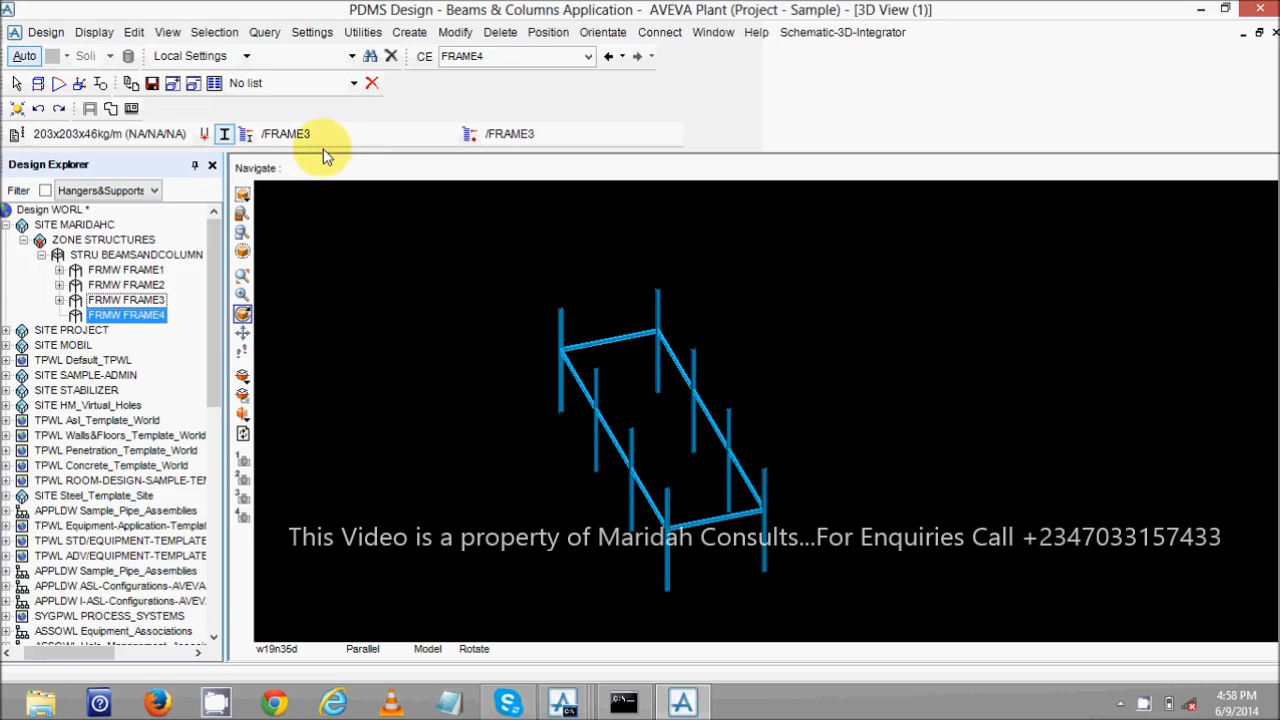 PDMS Design - Beams & Columns Application - AVEVA Plant (Project - Sample) - [3D View (1)]
Design Display Edit View Selection Query Settings Utilities Create Modify Delete Position Orientate Connect Window Help Schematic-3D-Integrator
Auto Soli Local Settings CE FRAME4
No list
203x203x46kg/m (NA/NA/NA) /FRAME3 /FRAME3
Design Explorer
Navigate :
Filter Hangers&Supports
Design WORL *
SITE MARIDAHC
ZONE STRUCTURES
STRU BEAMSANDCOLUMN
FRMW FRAME1
FRMW FRAME2
FRMW FRAME3
FRMW FRAME4
SITE PROJECT
SITE MOBIL
TPWL Default_TPWL
SITE SAMPLE-ADMIN
SITE STABILIZER
SITE HM_Virtual_Holes
TPWL Asl_Template_World
TPWL Walls&Floors_Template_World
TPWL Penetration_Template_World
TPWL Concrete_Template_World
TPWL ROOM-DESIGN-SAMPLE-TEM
SITE Steel_Template_Site
APPLDW Sample_Pipe_Assemblies
TPWL Equipment-Application-Templat
TPWL STD/EQUIPMENT-TEMPLATE
TPWL ADV/EQUIPMENT-TEMPLATE
APPLDW Sample_Pipe_Assemblies
APPLDW ASL-Configurations-AVEVA
APPLDW I-ASL-Configurations-AVEV
SYGPWL PROCESS_SYSTEMS
ASSOWL Equipment_Associations
This Video is a property of Maridah Consults...For Enquiries Call +2347033157433
w19n35d Parallel Model Rotate
4:58 PM
6/9/2014